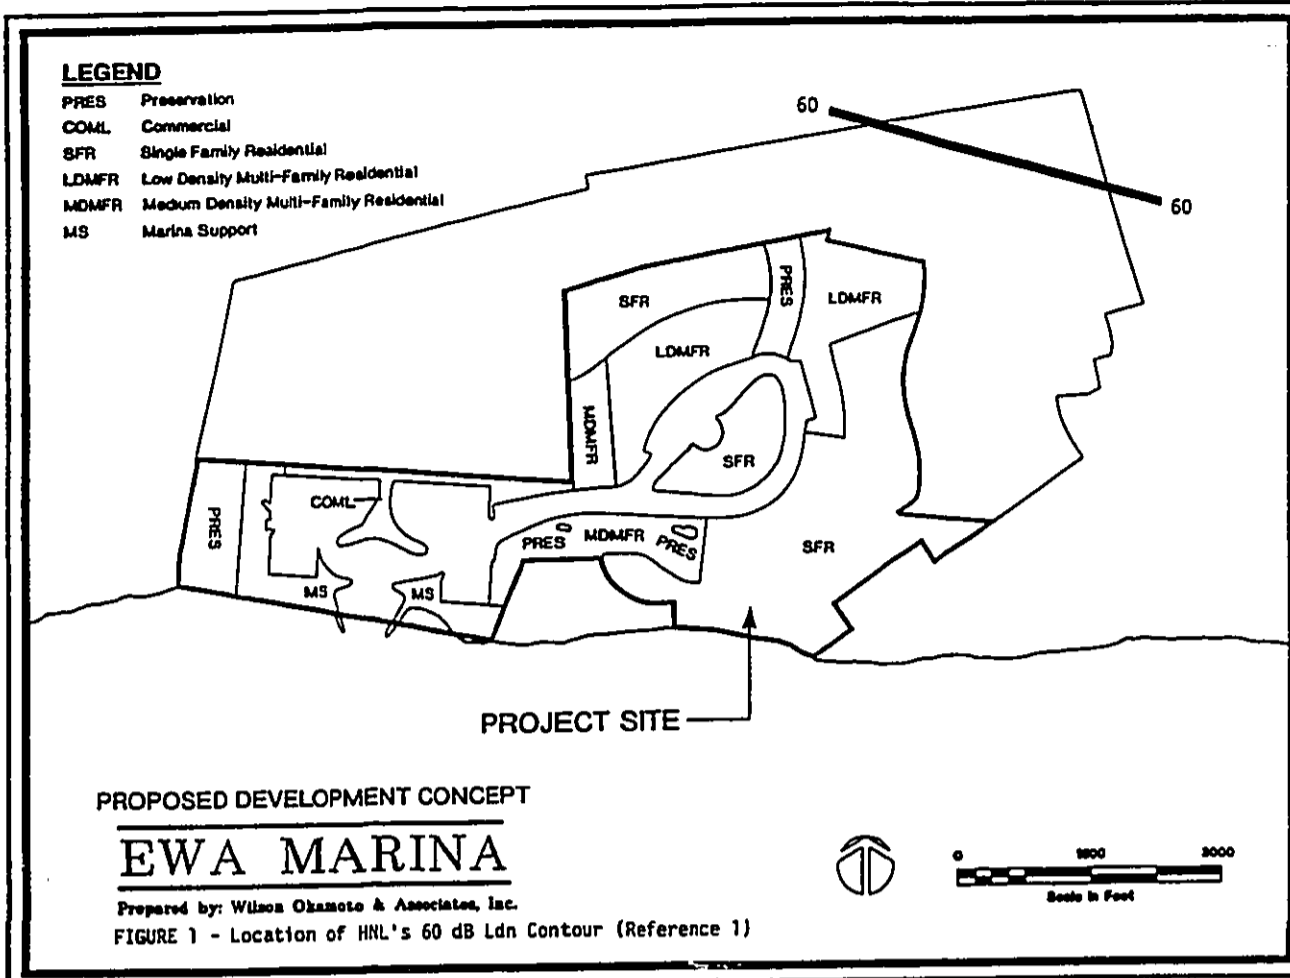 LEGEND
PRES Preservation
COML Commercial
SFR Single Family Residential
LDMFR Low Density Multi-Family Residential
MDMFR Medium Density Multi-Family Residential
MS Marina Support
60
60
SFR
PRES
LDMFR
LDMFR
MDMFR
SFR
COML
PRES
PRES
MDMFR
PRES
SFR
MS
MS
PROJECT SITE
PROPOSED DEVELOPMENT CONCEPT
EWA MARINA
Prepared by: Wilson Okamoto & Associates, Inc.
FIGURE 1 - Location of HNL's 60 dB Ldn Contour (Reference 1)
0 1500 3000
Scale in Feet